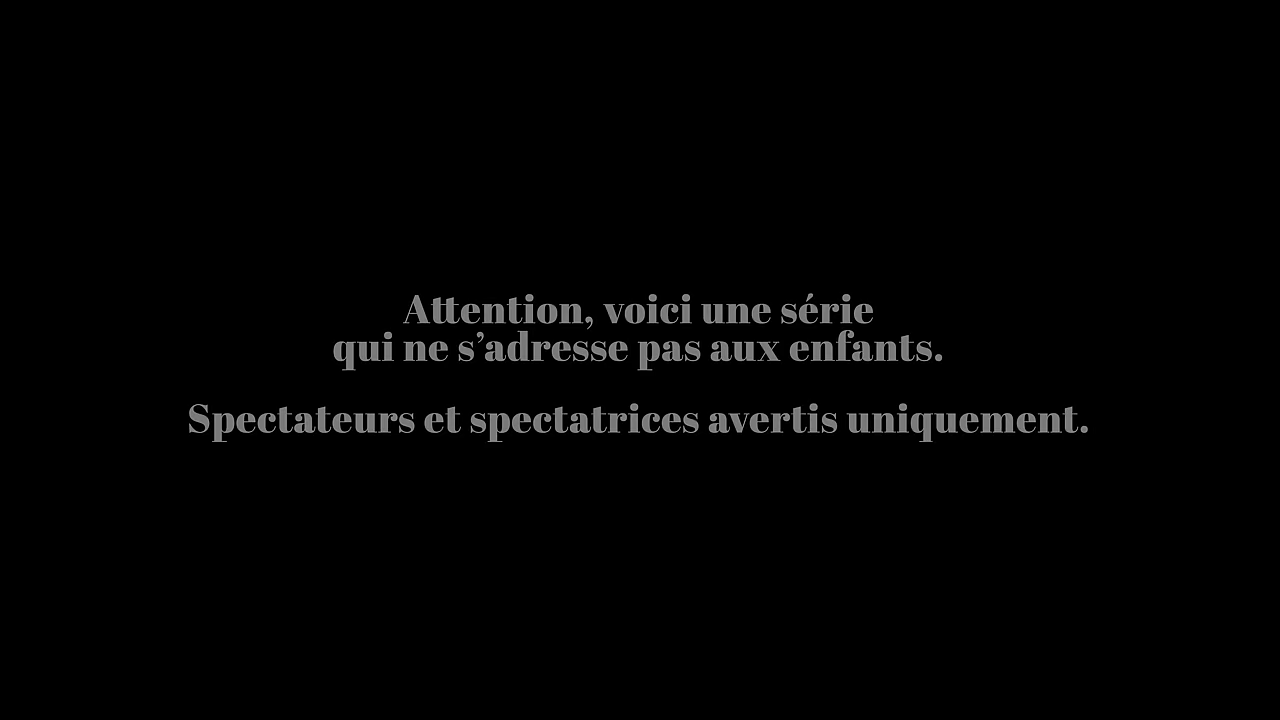 Attention, voici une série
qui ne s’adresse pas aux enfants.
Spectateurs et spectatrices avertis uniquement.